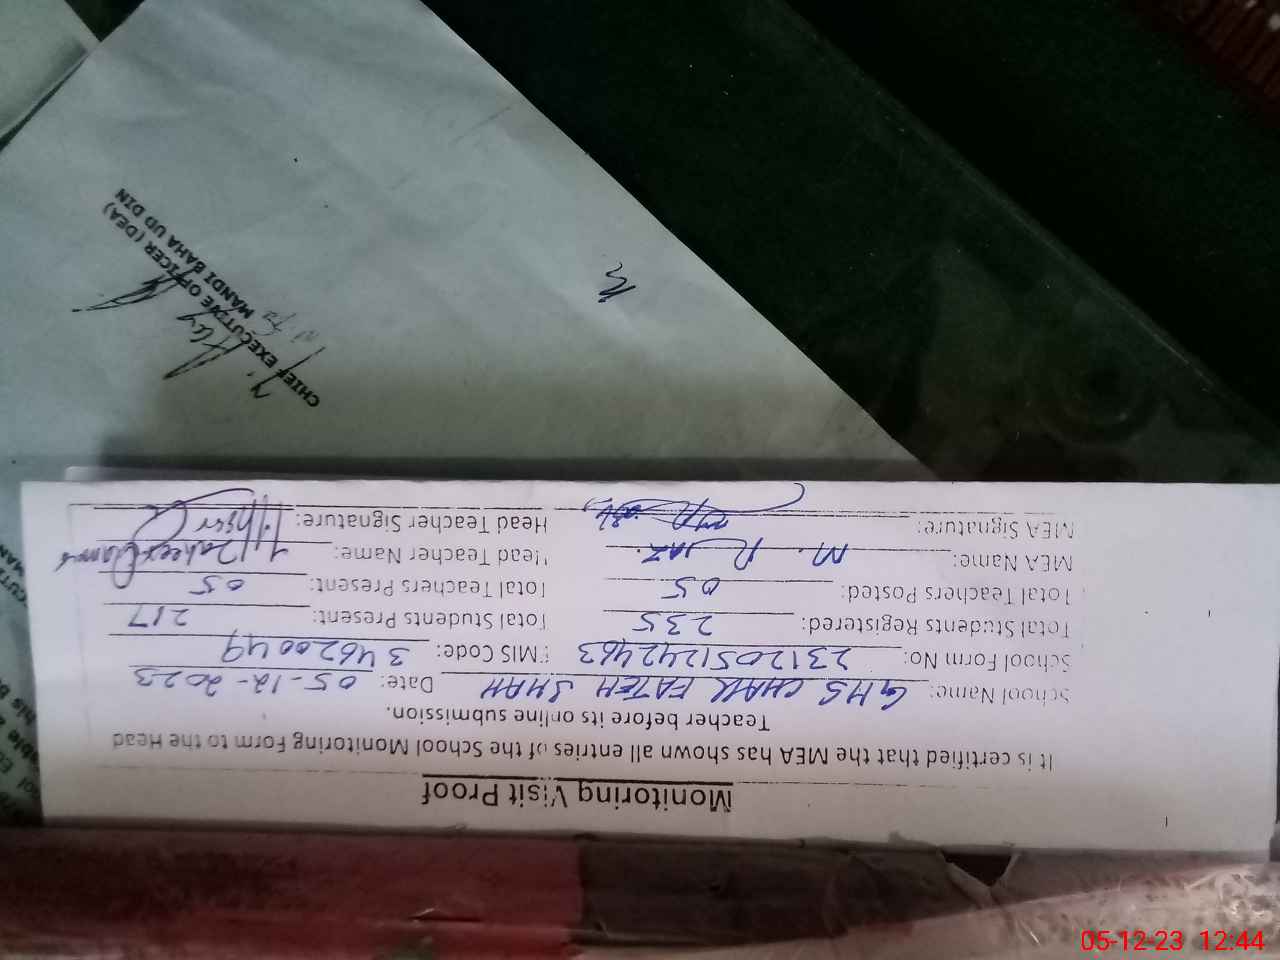 Monitoring Visit Proof
It is certified that the MEA has shown all entries of the School Monitoring Form to the Head
Teacher before its online submission.
School Name: GHS CHAK FATEH SHAH Date: 05-12-2023
School Form No: 2312051242463 EMIS Code: 34620049
Total Students Registered: 235 Total Students Present: 217
Total Teachers Posted: 05 Total Teachers Present: 05
MEA Name: M. RIAZ Head Teacher Name:
MEA Signature: Head Teacher Signature:
CHIEF EXECUTIVE OFFICER (DEA)
MANDI BAHA UD DIN
05-12-23 12:44